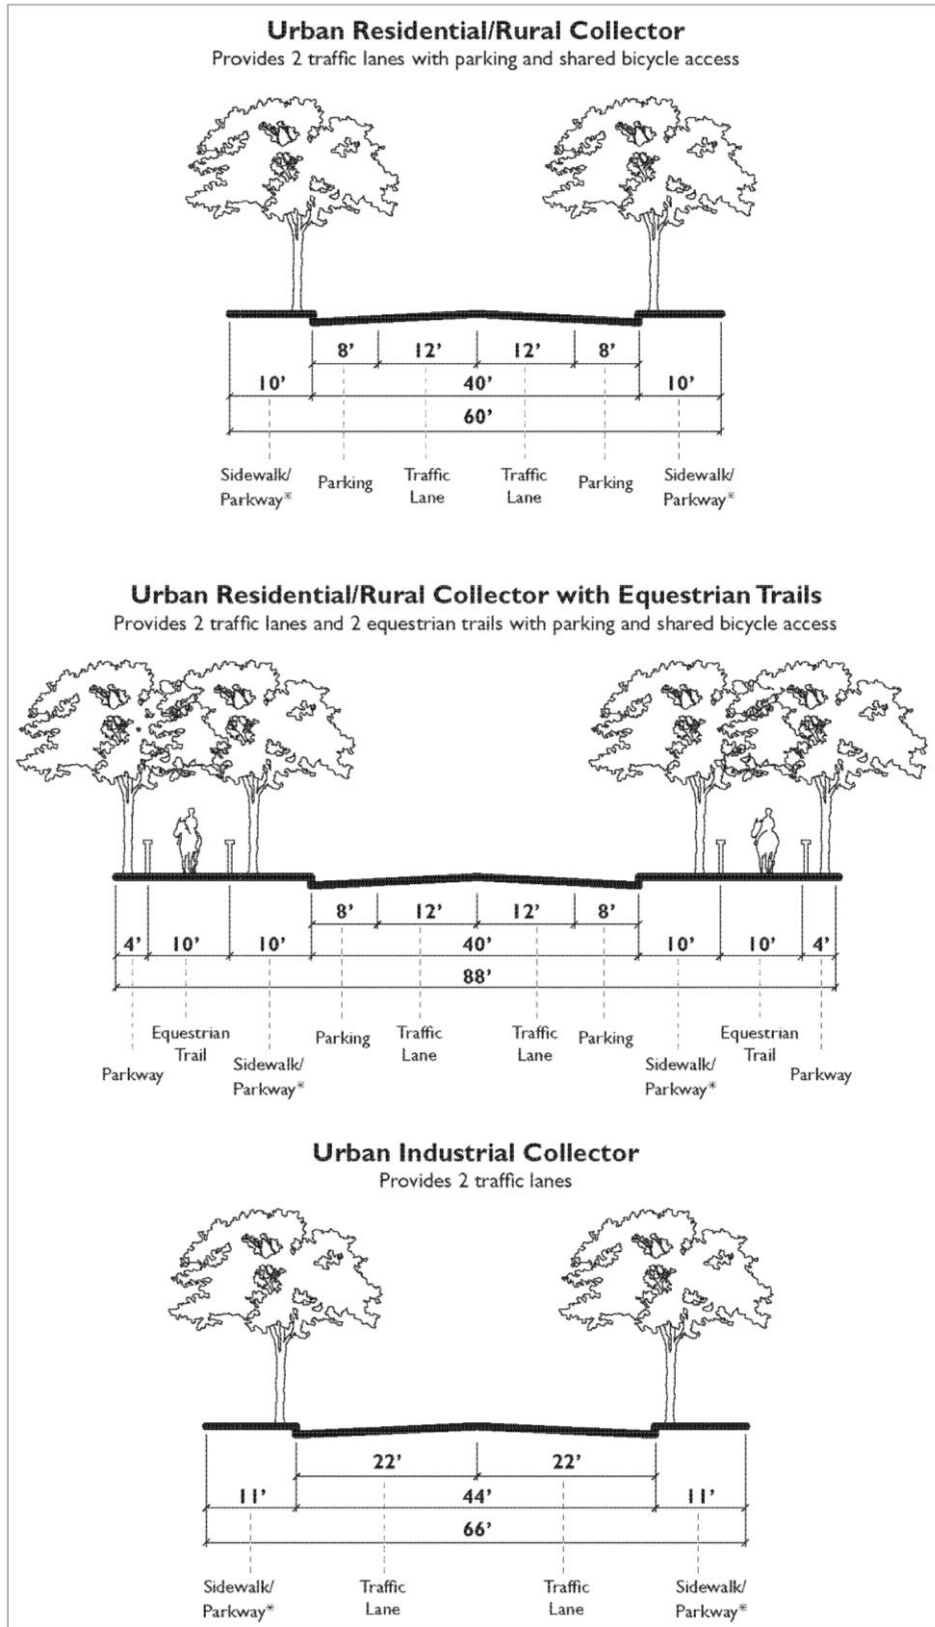 Urban Residential/Rural Collector
Provides 2 traffic lanes with parking and shared bicycle access
8' 12' 12' 8'
10' 40' 10'
60'
Sidewalk/
Parkway*
Parking
Traffic
Lane
Traffic
Lane
Parking
Sidewalk/
Parkway*
Urban Residential/Rural Collector with Equestrian Trails
Provides 2 traffic lanes and 2 equestrian trails with parking and shared bicycle access
8' 12' 12' 8'
4' 10' 10' 40' 10' 10' 4'
88'
Parkway
Equestrian
Trail
Sidewalk/
Parkway*
Parking
Traffic
Lane
Traffic
Lane
Parking
Sidewalk/
Parkway*
Equestrian
Trail
Parkway
Urban Industrial Collector
Provides 2 traffic lanes
22' 22'
11' 44' 11'
66'
Sidewalk/
Parkway*
Traffic
Lane
Traffic
Lane
Sidewalk/
Parkway*